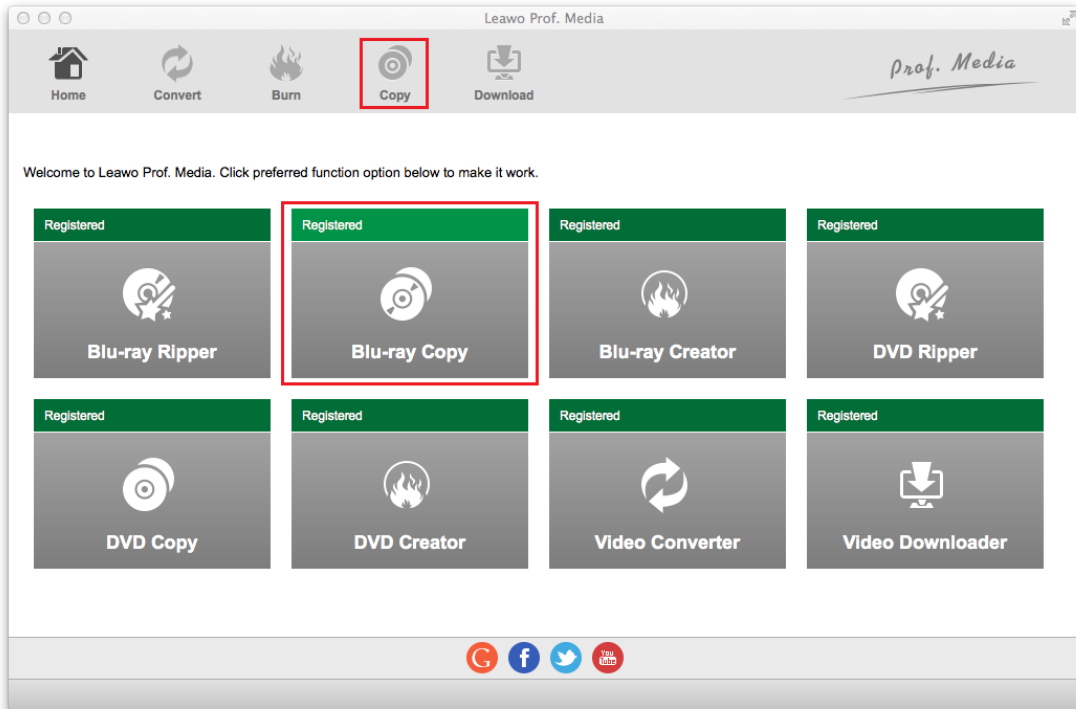 Leawo Prof. Media
Home
Convert
Burn
Copy
Download
Prof. Media
Welcome to Leawo Prof. Media. Click preferred function option below to make it work.
Registered
Blu-ray Ripper
Registered
Blu-ray Copy
Registered
Blu-ray Creator
Registered
DVD Ripper
Registered
DVD Copy
Registered
DVD Creator
Registered
Video Converter
Registered
Video Downloader
G
f
You
Tube